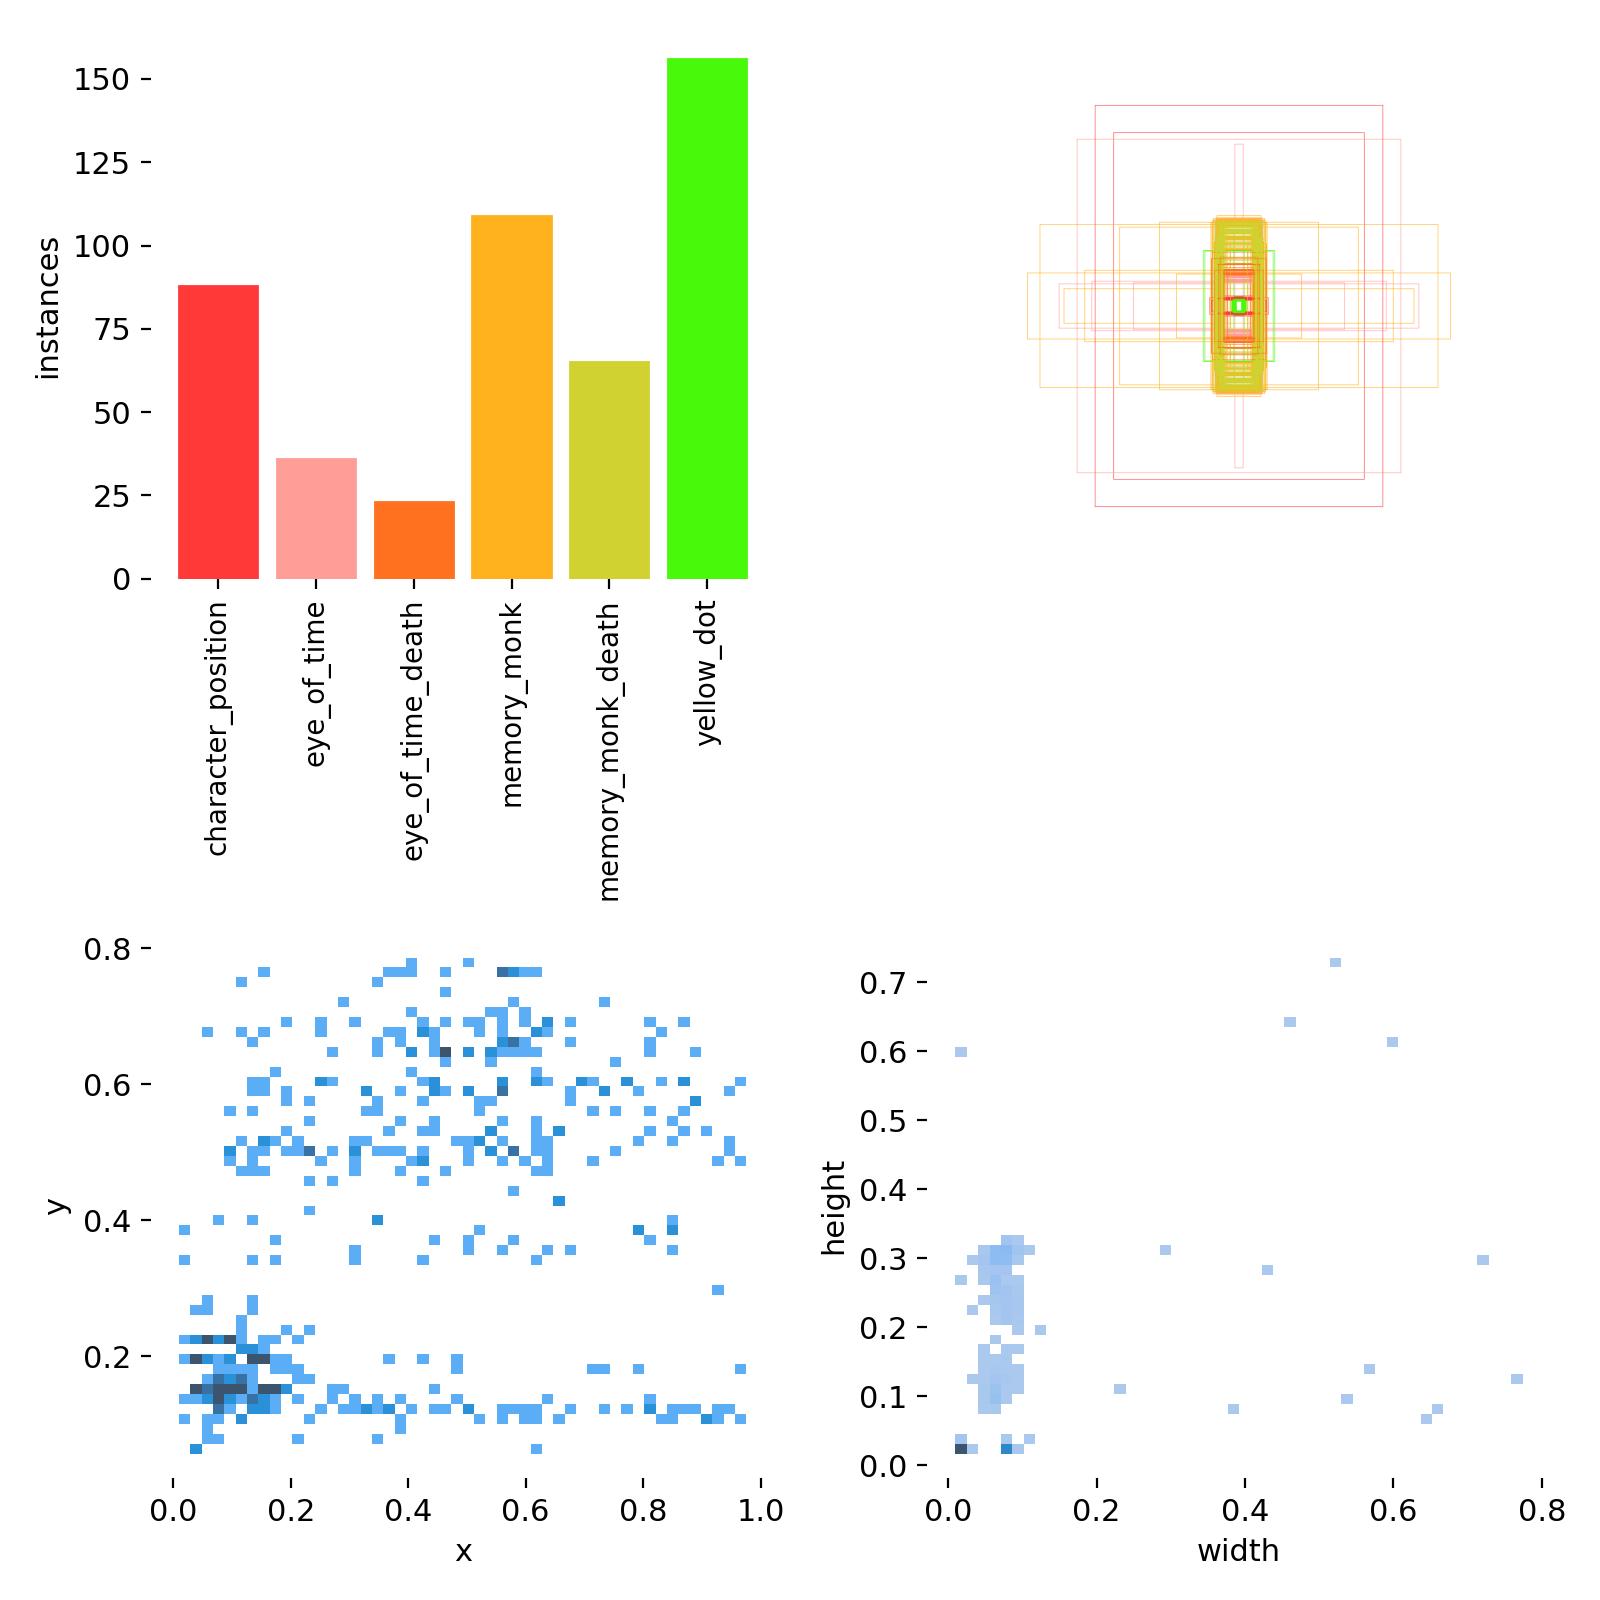 150
125
100
75
50
25
0
instances
character_position
eye_of_time
eye_of_time_death
memory_monk
memory_monk_death
yellow_dot
0.8
0.6
0.4
0.2
y
0.0 0.2 0.4 0.6 0.8 1.0
x
0.7
0.6
0.5
0.4
0.3
0.2
0.1
0.0
height
0.0 0.2 0.4 0.6 0.8
width